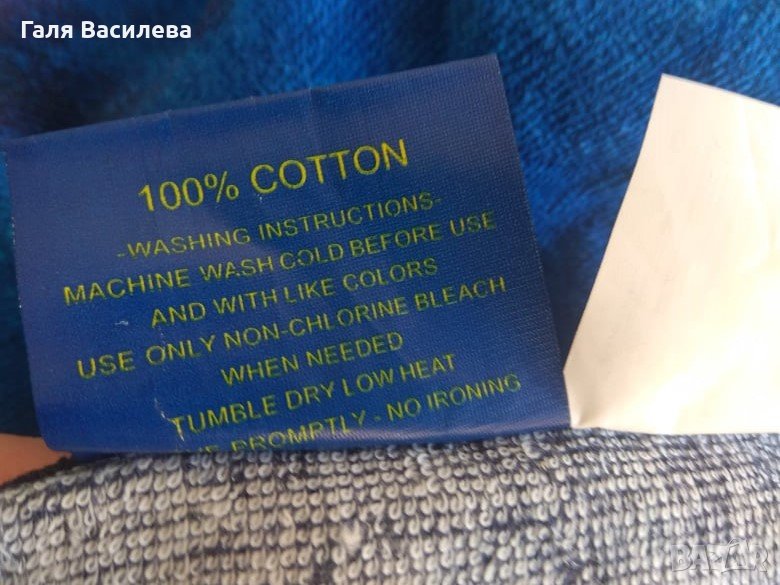 Галя Василева
100% COTTON
-WASHING INSTRUCTIONS-
MACHINE WASH COLD BEFORE USE
AND WITH LIKE COLORS
USE ONLY NON-CHLORINE BLEACH
WHEN NEEDED
TUMBLE DRY LOW HEAT
PROMPTLY - NO IRONING
BAZAR